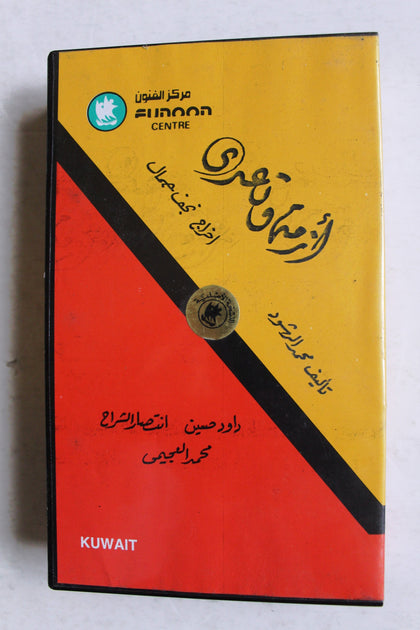 مركز الفنون
FUNOON
CENTRE
أزمة وتعدي
اخراج نجف جمال
تأليف محمد الرشود
داود حسين انتصار الشراح
محمد العجيمي
KUWAIT